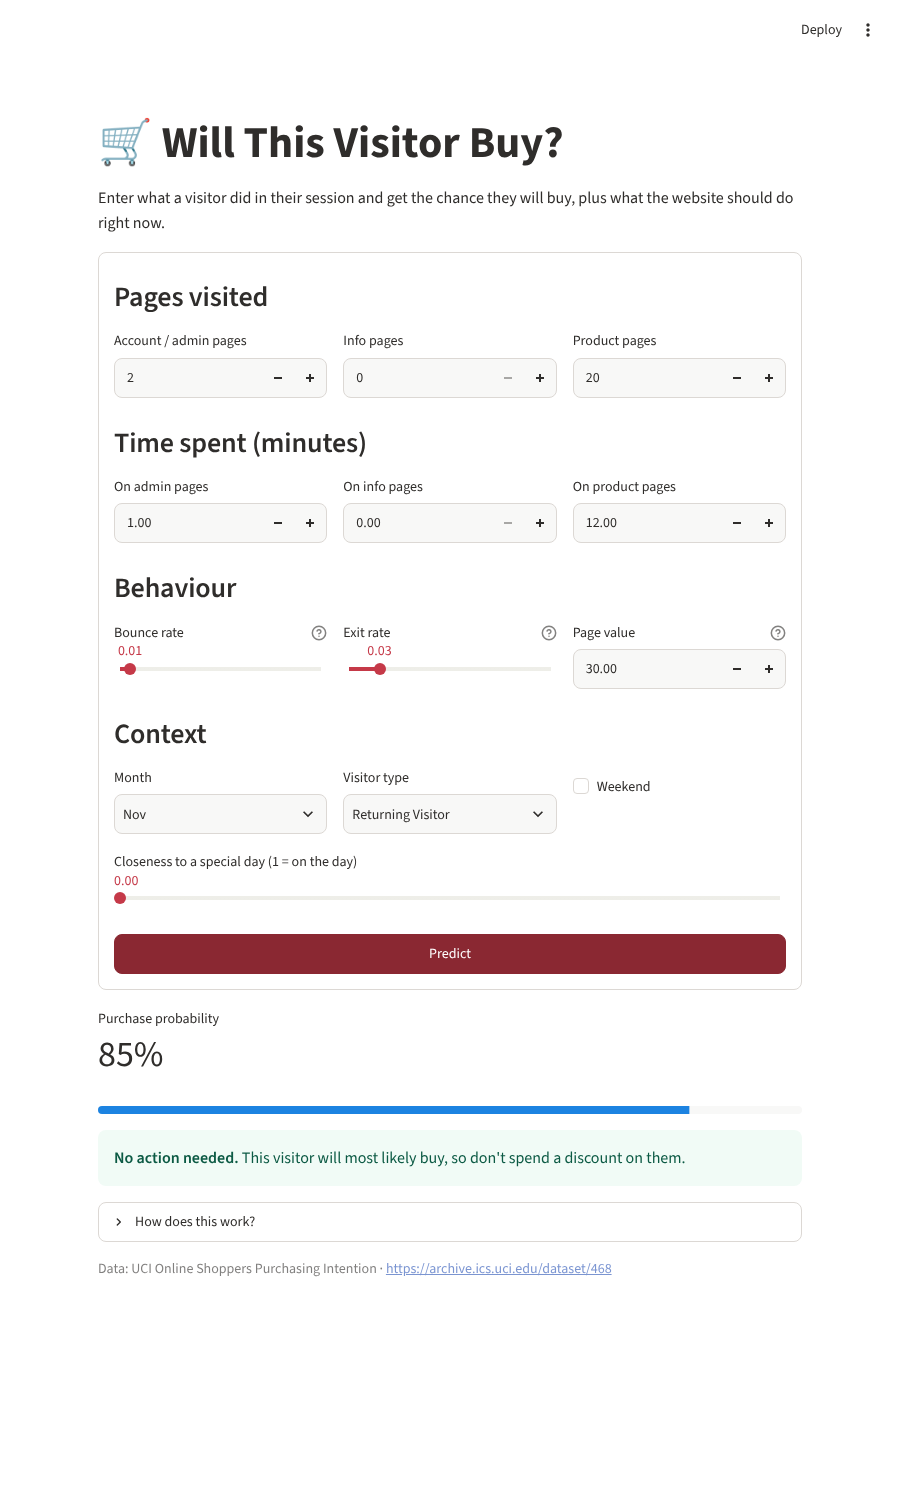 Deploy
Will This Visitor Buy?
Enter what a visitor did in their session and get the chance they will buy, plus what the website should do
right now.
Pages visited
Account / admin pages
Info pages
Product pages
2
0
20
Time spent (minutes)
On admin pages
On info pages
On product pages
1.00
0.00
12.00
Behaviour
Bounce rate
Exit rate
Page value
0.01
0.03
30.00
Context
Month
Visitor type
Weekend
Nov
Returning Visitor
Closeness to a special day (1 = on the day)
0.00
Predict
Purchase probability
85%
No action needed. This visitor will most likely buy, so don't spend a discount on them.
How does this work?
Data: UCI Online Shoppers Purchasing Intention · https://archive.ics.uci.edu/dataset/468